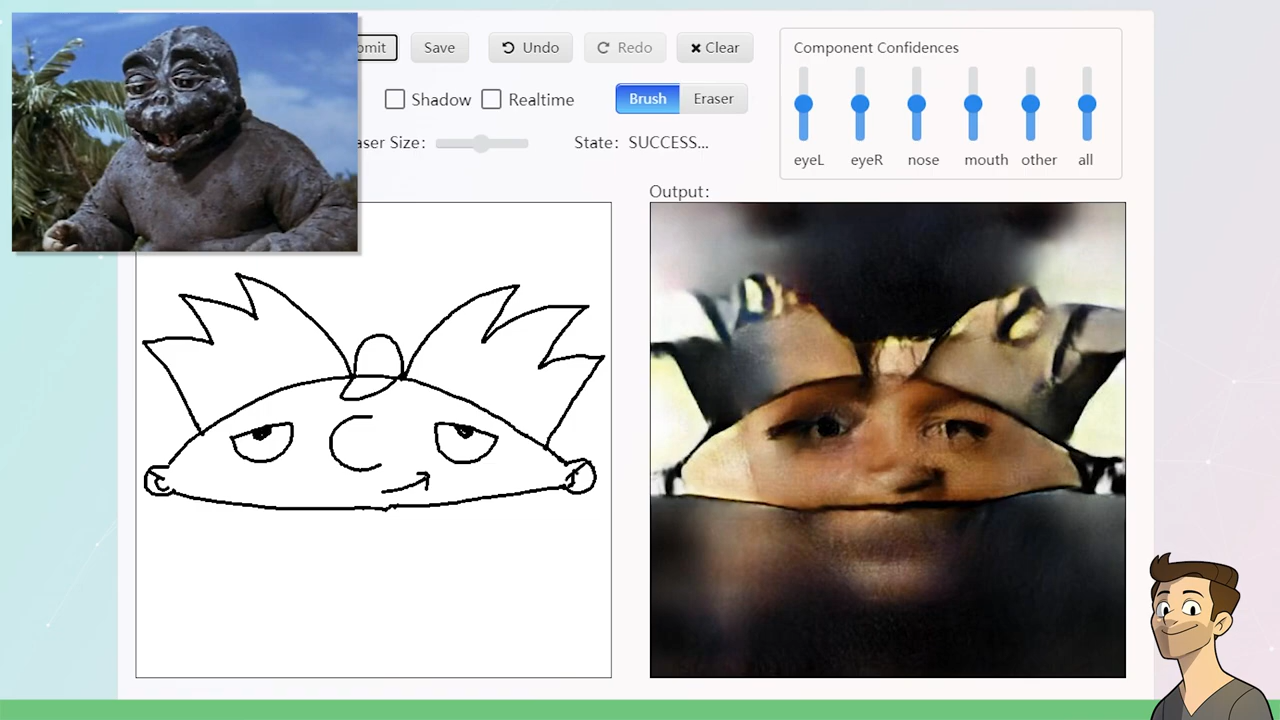 mit
Save
Undo
Redo
Clear
Component Confidences
Shadow
Realtime
Brush
Eraser
aser Size:
State: SUCCESS...
eyeL eyeR nose mouth other all
Output: